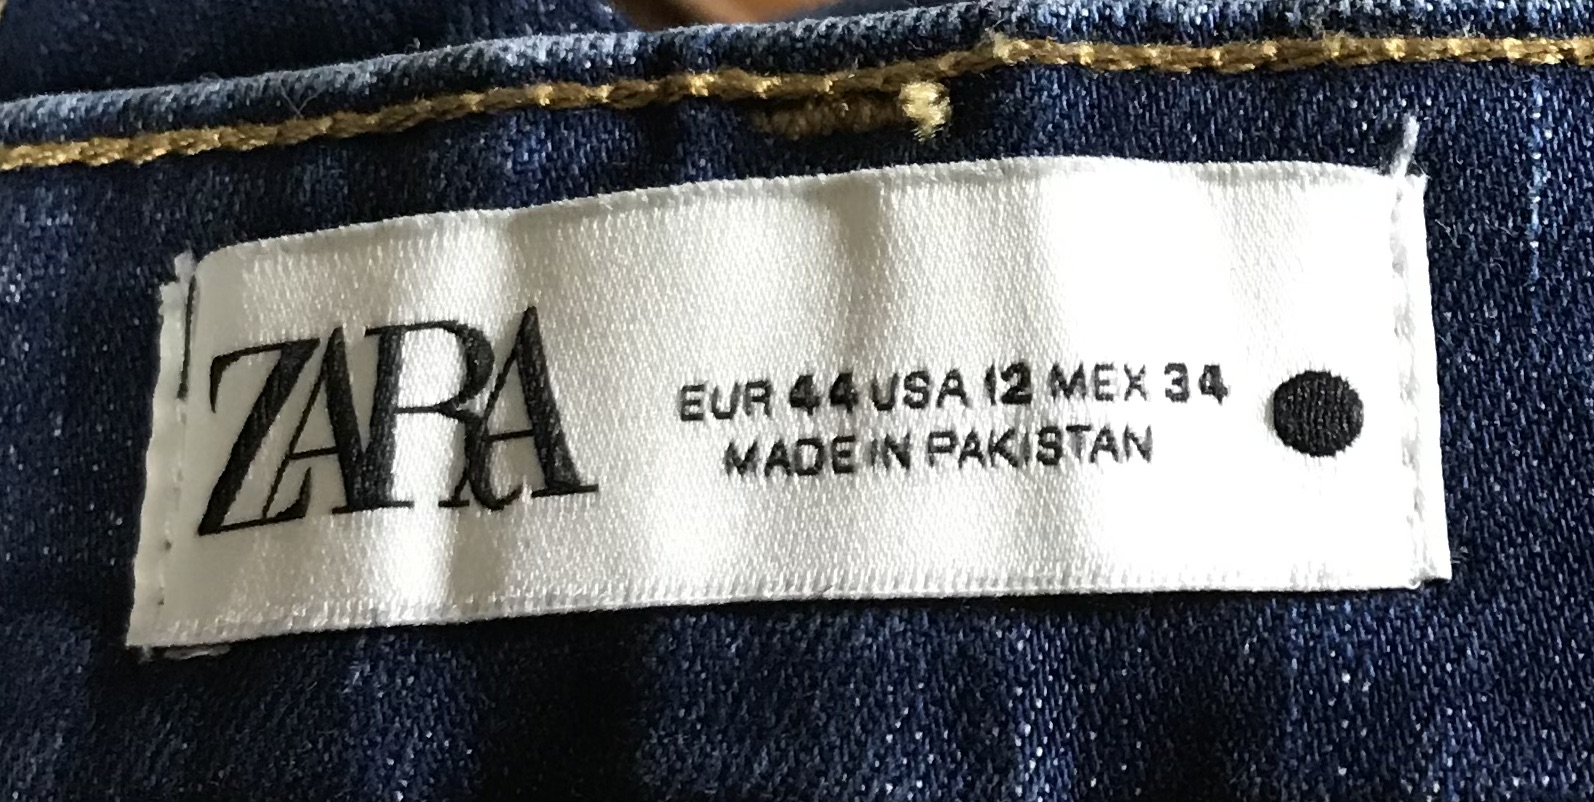 ZARA
EUR 44 USA 12 MEX 34
MADE IN PAKISTAN